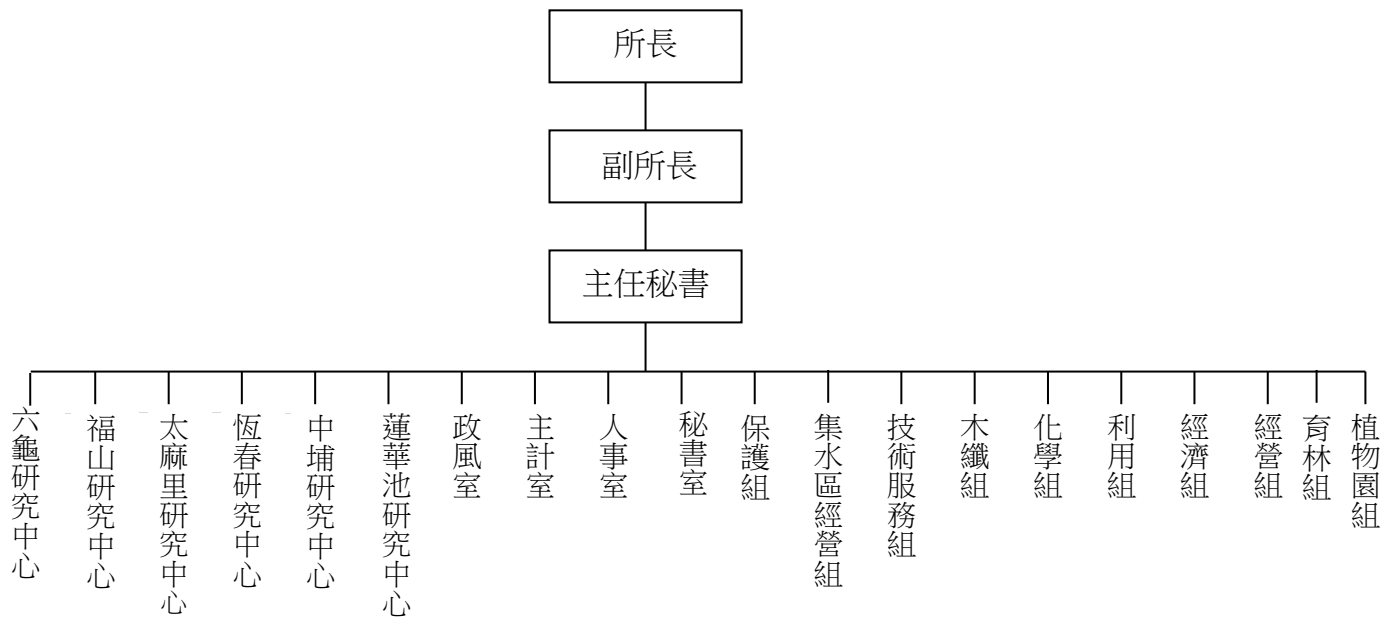 所長
副所長
主任秘書
六龜研究中心
福山研究中心
太麻里研究中心
恆春研究中心
中埔研究中心
蓮華池研究中心
政風室
主計室
人事室
秘書室
保護組
集水區經營組
技術服務組
木纖組
化學組
利用組
經濟組
經營組
育林組
植物園組